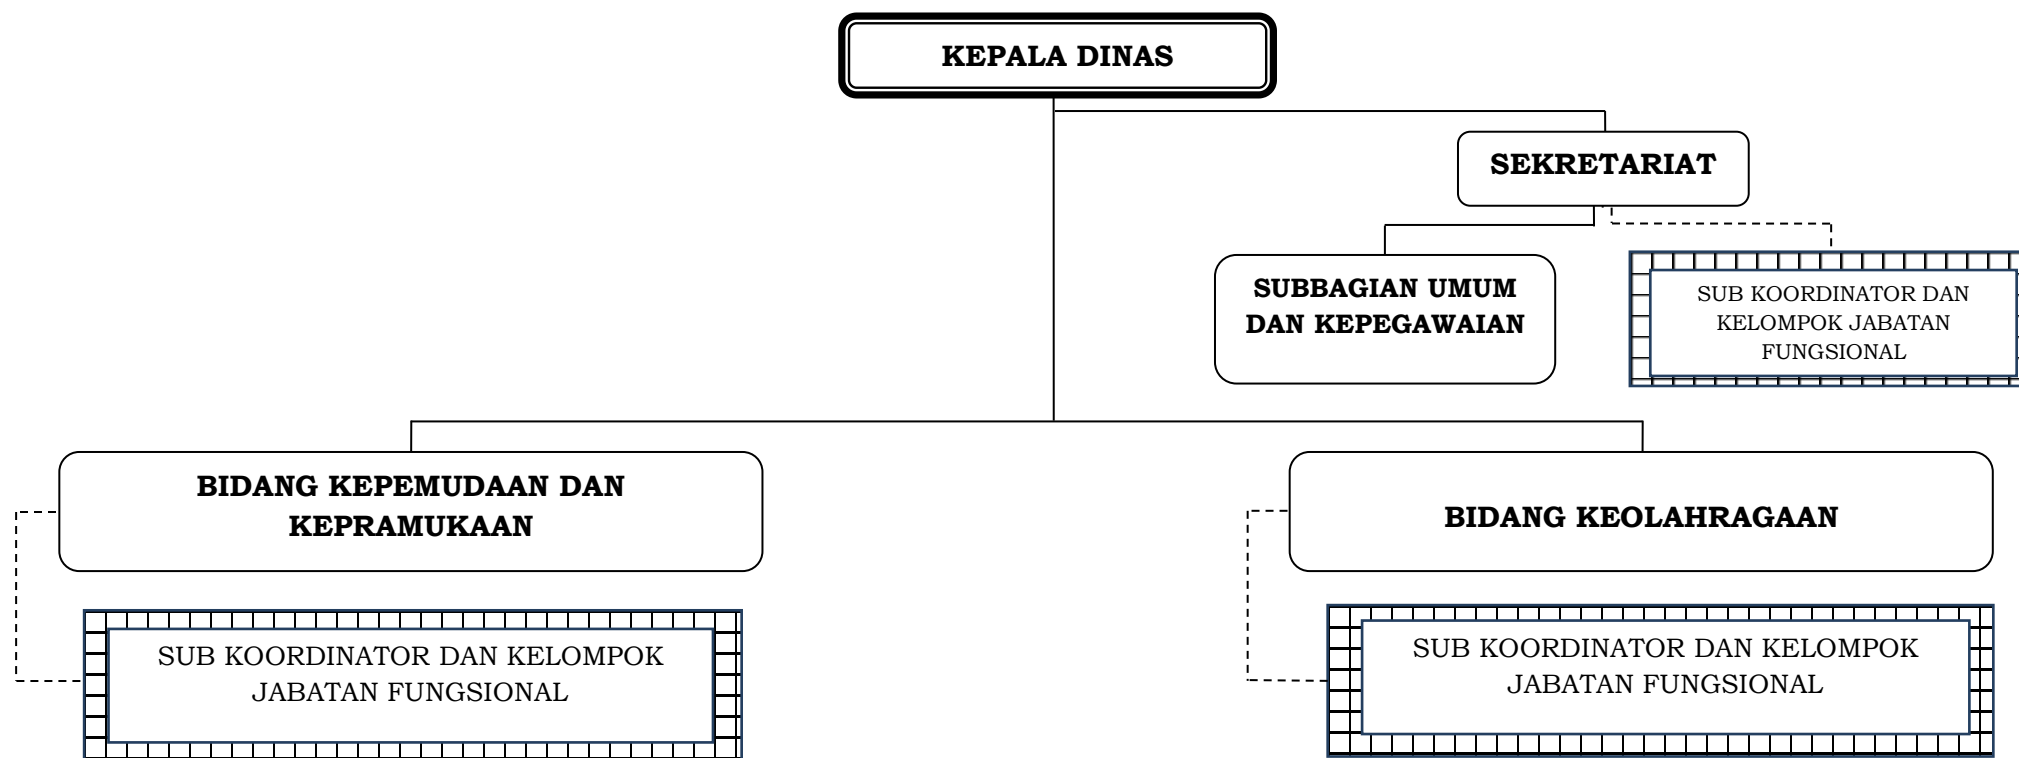 KEPALA DINAS
SEKRETARIAT
SUBBAGIAN UMUM
DAN KEPEGAWAIAN
SUB KOORDINATOR DAN
KELOMPOK JABATAN
FUNGSIONAL
BIDANG KEPEMUDAAN DAN
KEPRAMUKAAN
BIDANG KEOLAHRAGAAN
SUB KOORDINATOR DAN KELOMPOK
JABATAN FUNGSIONAL
SUB KOORDINATOR DAN KELOMPOK
JABATAN FUNGSIONAL